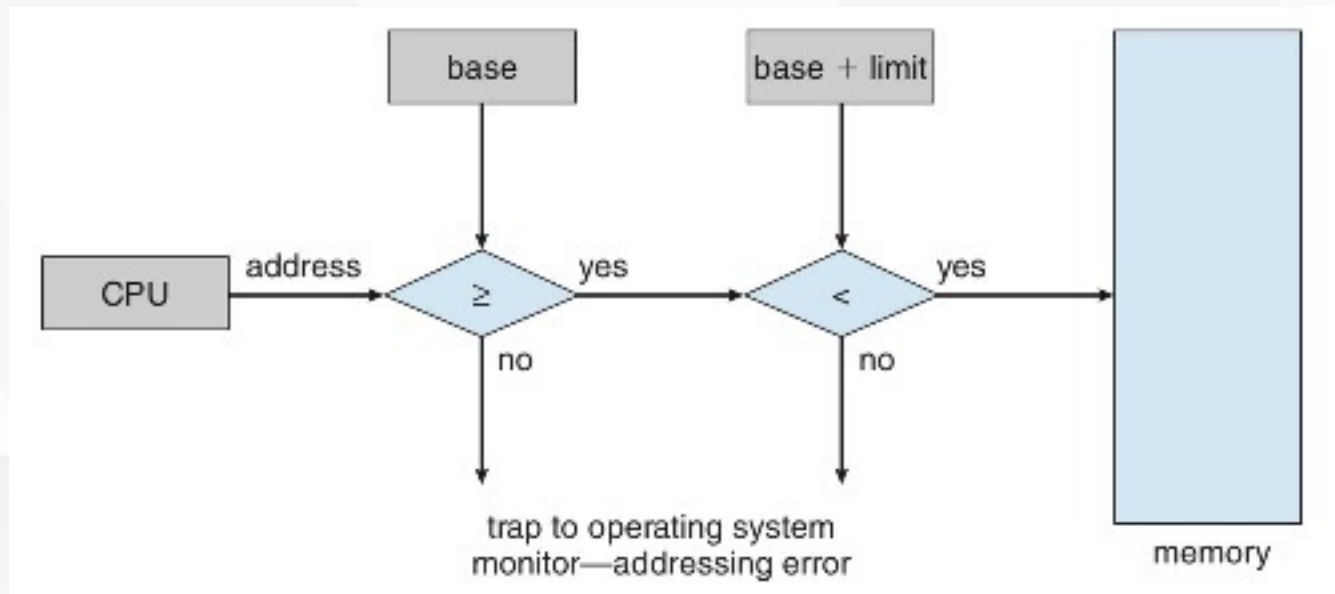 base
base + limit
CPU
address
≥
yes
<
yes
no
no
trap to operating system
monitor—addressing error
memory